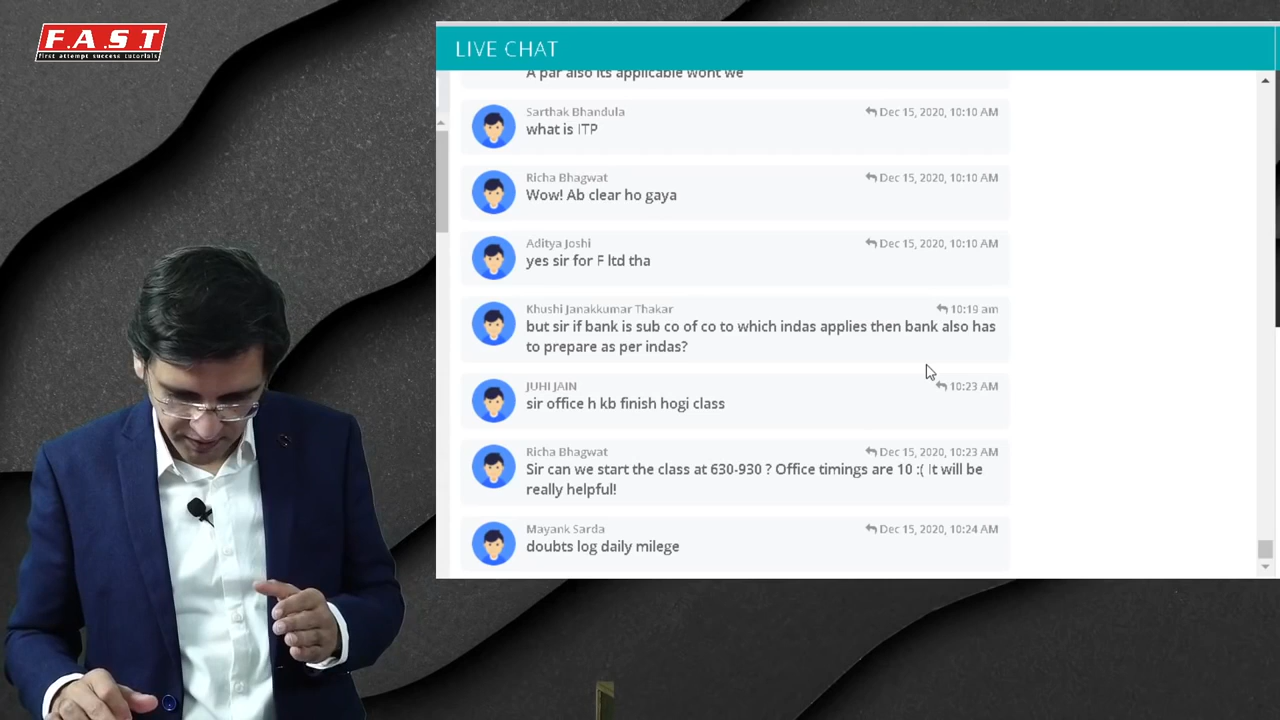 F.A.S.T
first attempt success tutorials
LIVE CHAT
A par also its applicable wont we
Sarthak Bhandula
Dec 15, 2020, 10:10 AM
what is ITP
Richa Bhagwat
Dec 15, 2020, 10:10 AM
Wow! Ab clear ho gaya
Aditya Joshi
Dec 15, 2020, 10:10 AM
yes sir for F ltd tha
Khushi Janakkumar Thakar
10:19 am
but sir if bank is sub co of co to which indas applies then bank also has
to prepare as per indas?
JUHI JAIN
10:23 AM
sir office h kb finish hogi class
Richa Bhagwat
Dec 15, 2020, 10:23 AM
Sir can we start the class at 630-930 ? Office timings are 10 :( It will be
really helpful!
Mayank Sarda
Dec 15, 2020, 10:24 AM
doubts log daily milege